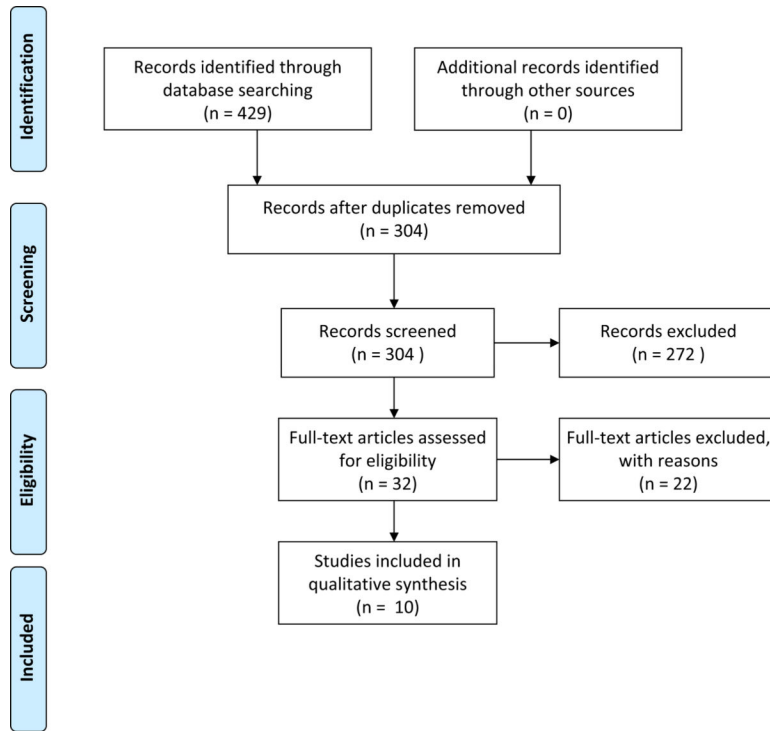 Identification
Records identified through
database searching
(n = 429)
Additional records identified
through other sources
(n = 0)
Screening
Records after duplicates removed
(n = 304)
Records screened
(n = 304 )
Records excluded
(n = 272 )
Eligibility
Full-text articles assessed
for eligibility
(n = 32)
Full-text articles excluded,
with reasons
(n = 22)
Included
Studies included in
qualitative synthesis
(n =  10)